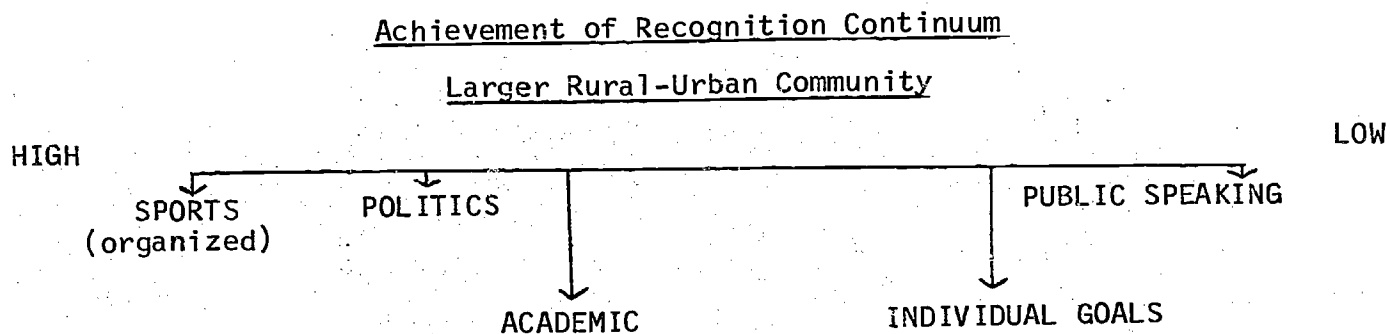 Achievement of Recognition Continuum
Larger Rural-Urban Community
HIGH
LOW
SPORTS
(organized)
POLITICS
PUBLIC SPEAKING
ACADEMIC
INDIVIDUAL GOALS